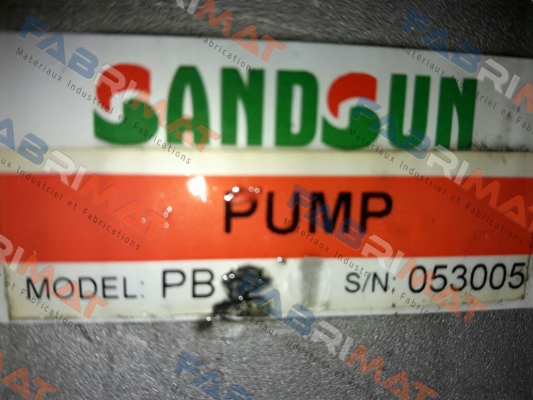 SANDSUN
PUMP
MODEL: PB
S/N: 053005
FABRIMAT
Materiaux Industriel et Fabrications